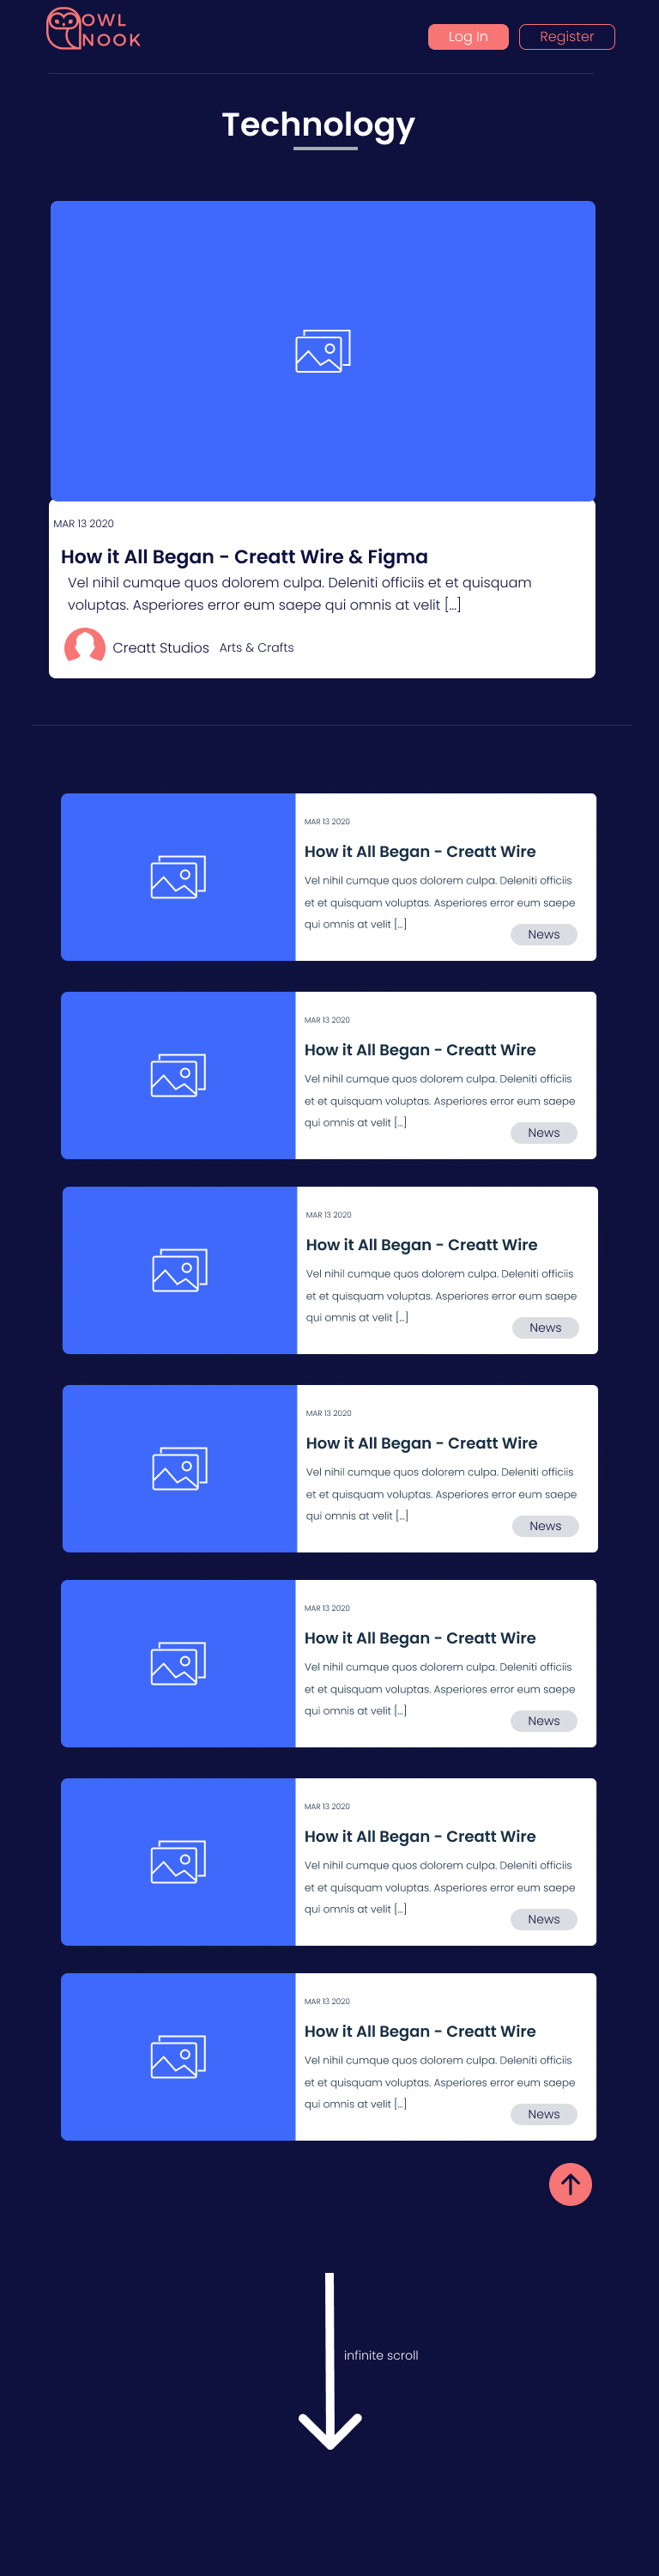 OWL
NOOK
Log In
Register
Technology
MAR 13 2020
How it All Began - Creatt Wire & Figma
Vel nihil cumque quos dolorem culpa. Deleniti officiis et et quisquam
voluptas. Asperiores error eum saepe qui omnis at velit [...]
Creatt Studios
Arts & Crafts
MAR 13 2020
How it All Began - Creatt Wire
Vel nihil cumque quos dolorem culpa. Deleniti officiis
et et quisquam voluptas. Asperiores error eum saepe
qui omnis at velit [...]
News
MAR 13 2020
How it All Began - Creatt Wire
Vel nihil cumque quos dolorem culpa. Deleniti officiis
et et quisquam voluptas. Asperiores error eum saepe
qui omnis at velit [...]
News
MAR 13 2020
How it All Began - Creatt Wire
Vel nihil cumque quos dolorem culpa. Deleniti officiis
et et quisquam voluptas. Asperiores error eum saepe
qui omnis at velit [...]
News
MAR 13 2020
How it All Began - Creatt Wire
Vel nihil cumque quos dolorem culpa. Deleniti officiis
et et quisquam voluptas. Asperiores error eum saepe
qui omnis at velit [...]
News
MAR 13 2020
How it All Began - Creatt Wire
Vel nihil cumque quos dolorem culpa. Deleniti officiis
et et quisquam voluptas. Asperiores error eum saepe
qui omnis at velit [...]
News
MAR 13 2020
How it All Began - Creatt Wire
Vel nihil cumque quos dolorem culpa. Deleniti officiis
et et quisquam voluptas. Asperiores error eum saepe
qui omnis at velit [...]
News
MAR 13 2020
How it All Began - Creatt Wire
Vel nihil cumque quos dolorem culpa. Deleniti officiis
et et quisquam voluptas. Asperiores error eum saepe
qui omnis at velit [...]
News
infinite scroll